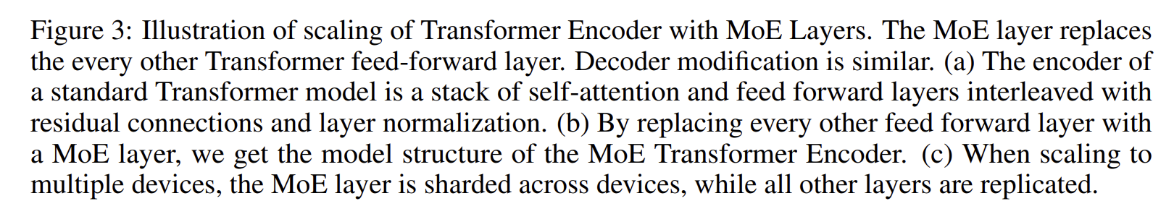 Figure 3: Illustration of scaling of Transformer Encoder with MoE Layers. The MoE layer replaces
the every other Transformer feed-forward layer. Decoder modification is similar. (a) The encoder of
a standard Transformer model is a stack of self-attention and feed forward layers interleaved with
residual connections and layer normalization. (b) By replacing every other feed forward layer with
a MoE layer, we get the model structure of the MoE Transformer Encoder. (c) When scaling to
multiple devices, the MoE layer is sharded across devices, while all other layers are replicated.